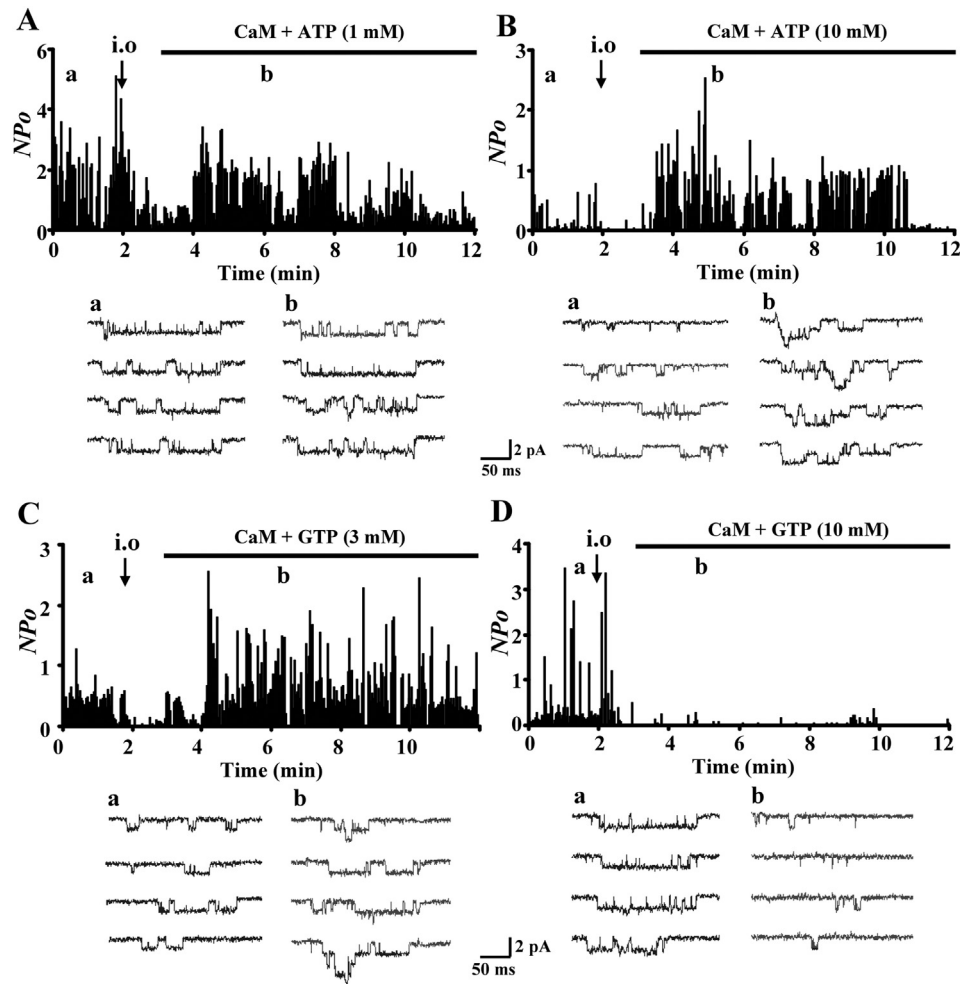 A
CaM + ATP (1 mM)
i.o
a
b
NPo
6
4
2
0
0 2 4 6 8 10 12
Time (min)
a b
B
CaM + ATP (10 mM)
i.o
a
b
NPo
3
2
1
0
0 2 4 6 8 10 12
Time (min)
a b
2 pA
50 ms
C
CaM + GTP (3 mM)
i.o
a
b
NPo
3
2
1
0
0 2 4 6 8 10
Time (min)
a b
2 pA
50 ms
D
CaM + GTP (10 mM)
i.o
a
b
NPo
4
3
2
1
0
0 2 4 6 8 10 12
Time (min)
a b